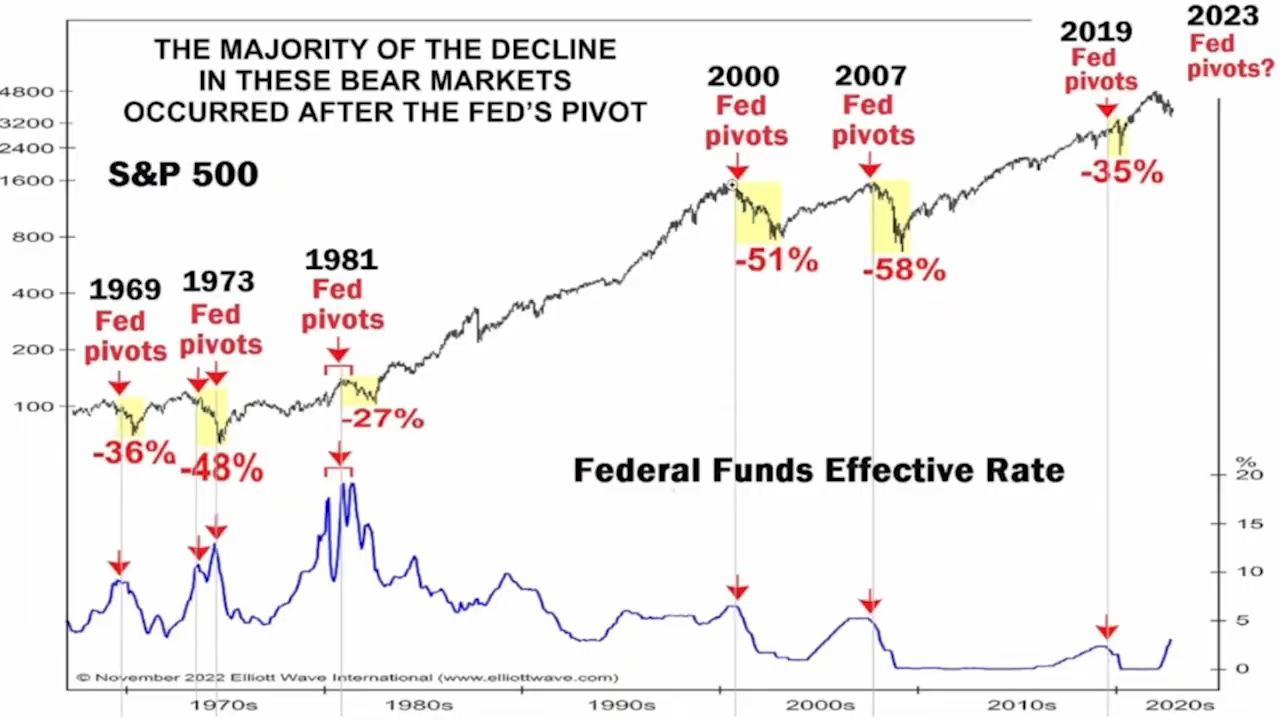 THE MAJORITY OF THE DECLINE
IN THESE BEAR MARKETS
OCCURRED AFTER THE FED'S PIVOT
S&P 500
1969
Fed
pivots
-36%
1973
Fed
pivots
-48%
1981
Fed
pivots
-27%
2000
Fed
pivots
-51%
2007
Fed
pivots
-58%
2019
Fed
pivots
-35%
2023
Fed
pivots?
4800
3200
2400
1600
800
400
200
100
Federal Funds Effective Rate
%
20
15
10
5
0
© November 2022 Elliott Wave International (www.elliottwave.com)
1970s
1980s
1990s
2000s
2010s
2020s